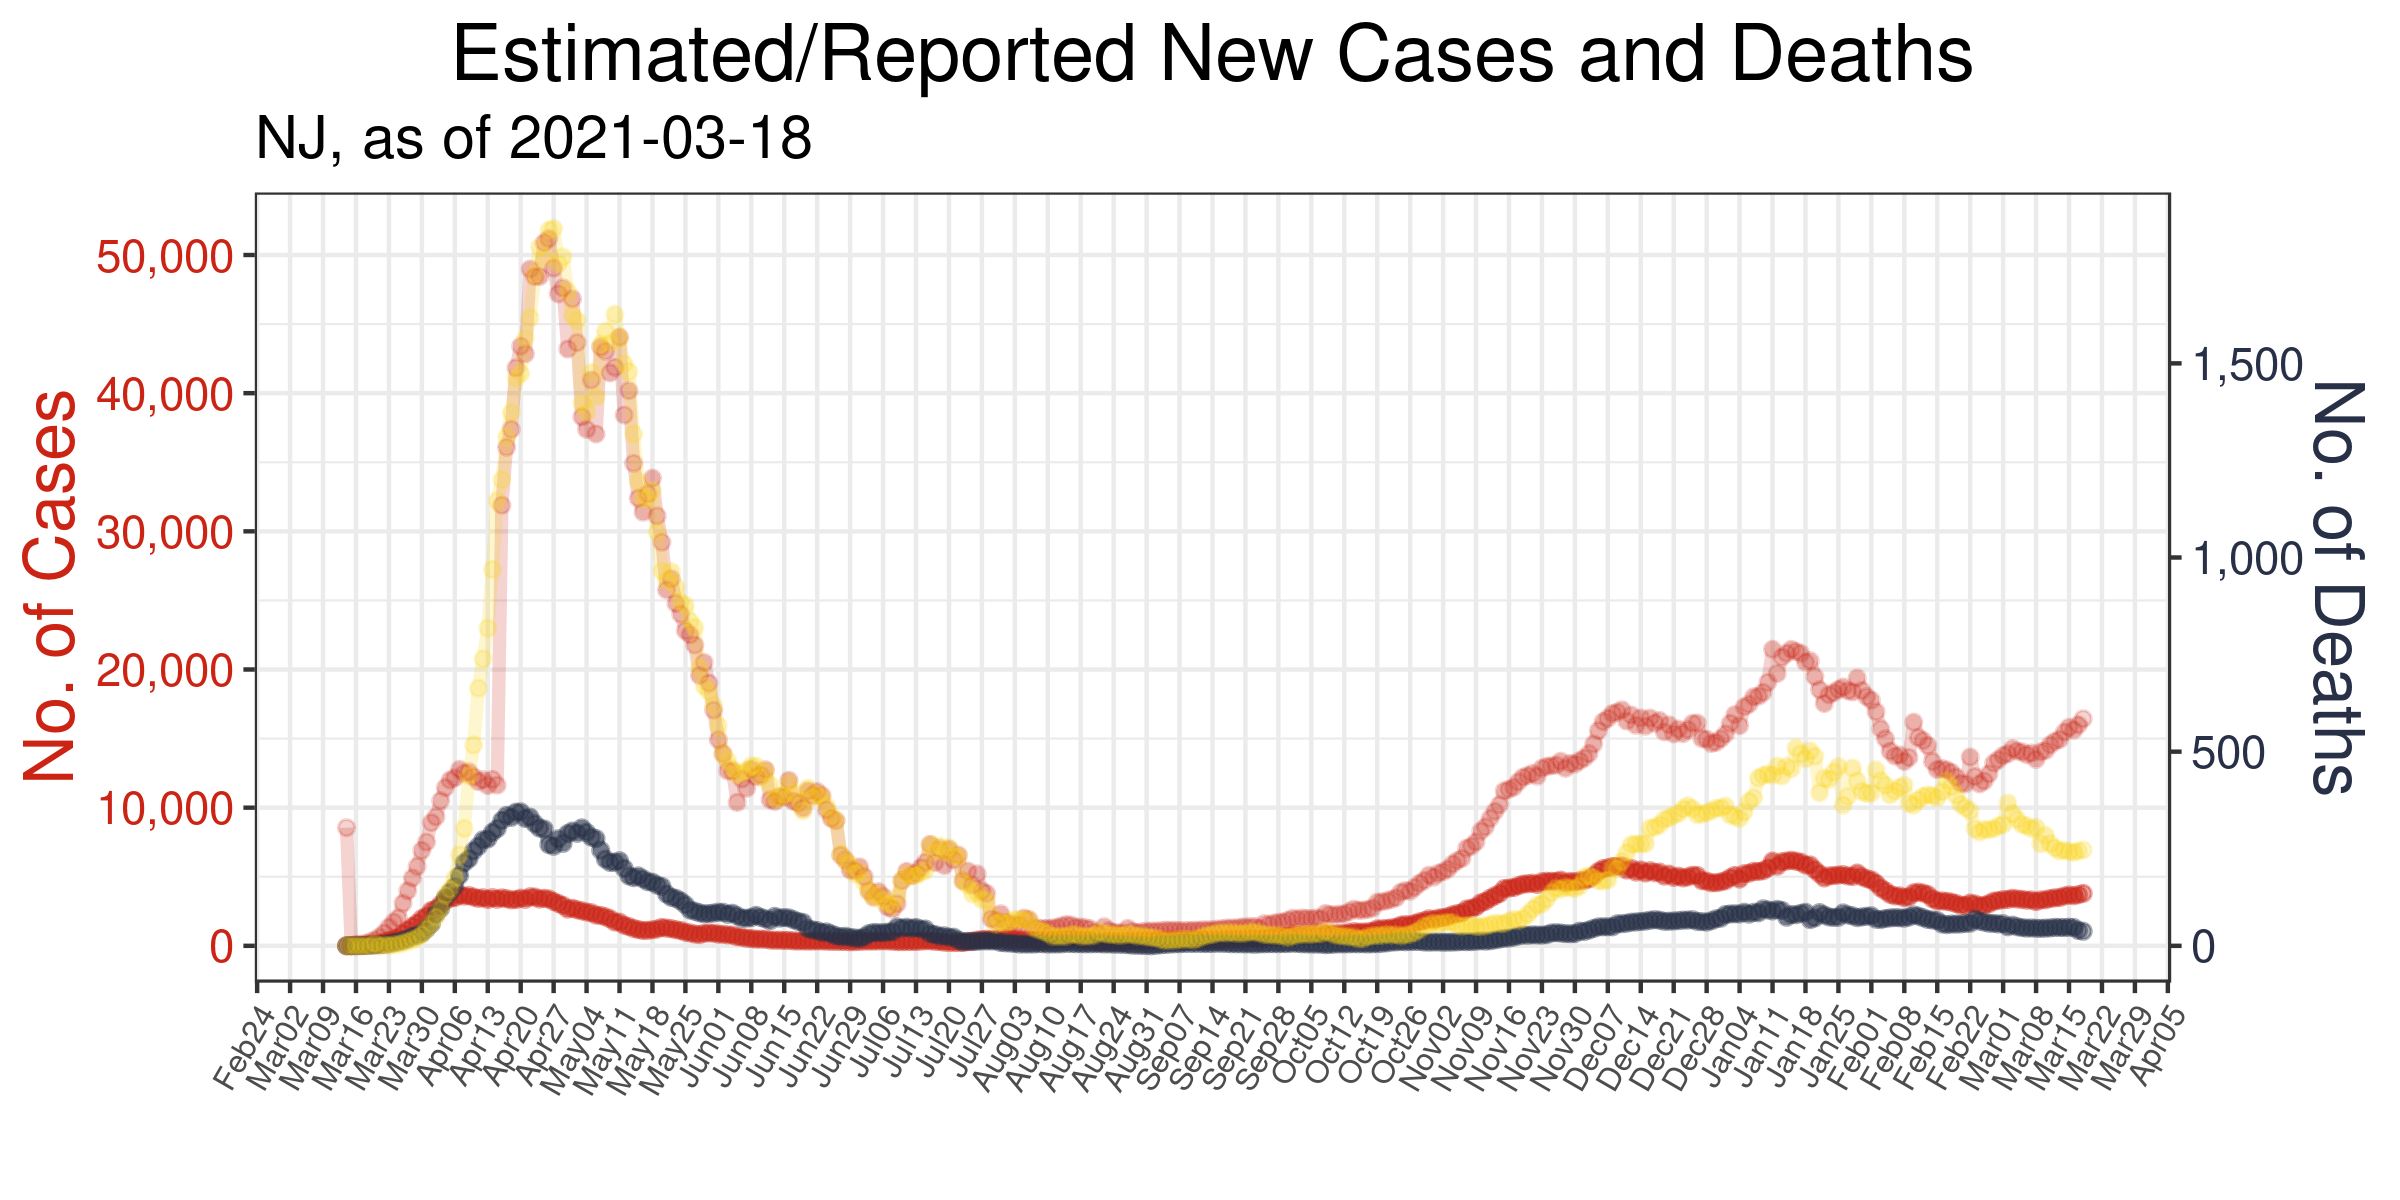 Estimated/Reported New Cases and Deaths
NJ, as of 2021-03-18
No. of Cases
50,000
40,000
30,000
20,000
10,000
0
1,500
1,000
500
0
No. of Deaths
Feb24
Mar02
Mar09
Mar16
Mar23
Mar30
Apr06
Apr13
Apr20
Apr27
May04
May11
May18
May25
Jun01
Jun08
Jun15
Jun22
Jun29
Jul06
Jul13
Jul20
Jul27
Aug03
Aug10
Aug17
Aug24
Aug31
Sep07
Sep14
Sep21
Sep28
Oct05
Oct12
Oct19
Oct26
Nov02
Nov09
Nov16
Nov23
Nov30
Dec07
Dec14
Dec21
Dec28
Jan04
Jan11
Jan18
Jan25
Feb01
Feb08
Feb15
Feb22
Mar01
Mar08
Mar15
Mar22
Mar29
Apr05